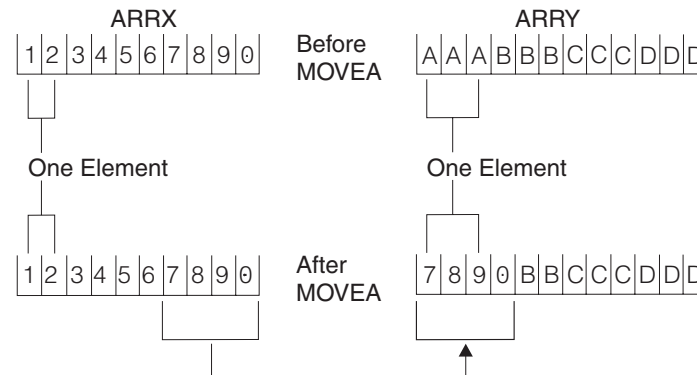 ARRX ARRY
1 2 3 4 5 6 7 8 9 0 Before MOVEA A A A B B B C C C D D D
One Element One Element
1 2 3 4 5 6 7 8 9 0 After MOVEA 7 8 9 0 B B C C C D D D